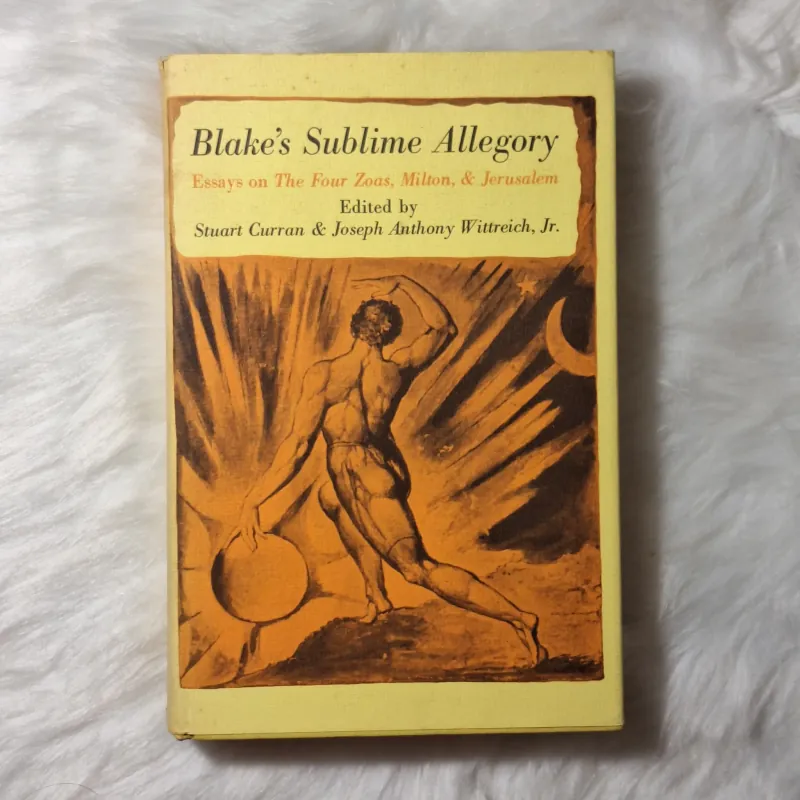 Blake's Sublime Allegory
Essays on The Four Zoas, Milton, & Jerusalem
Edited by
Stuart Curran & Joseph Anthony Wittreich, Jr.